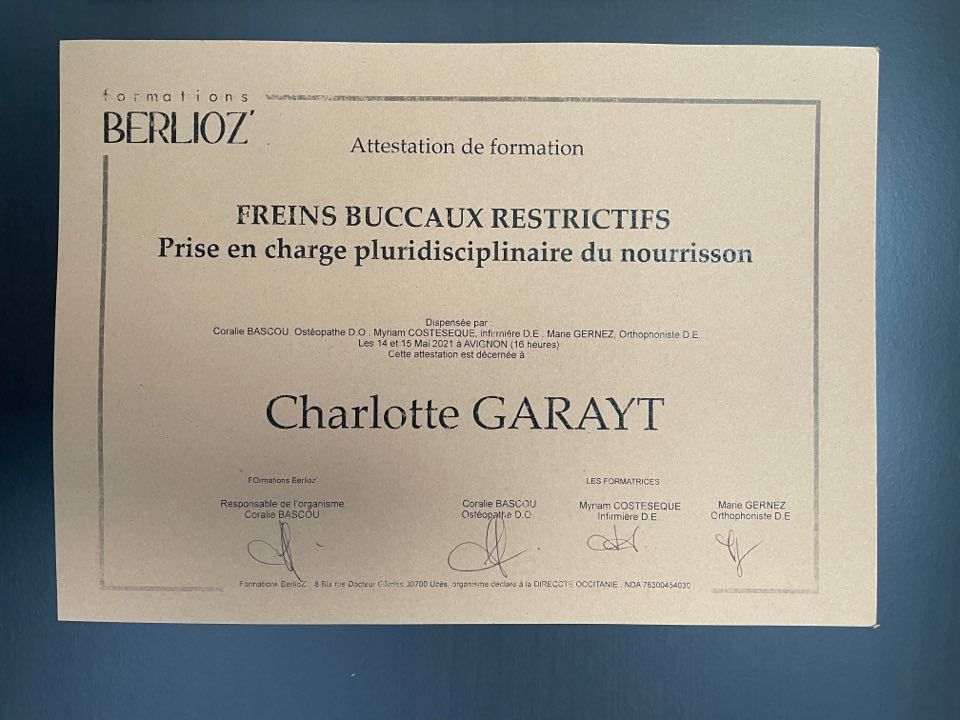 formations
BERLIOZ'
Attestation de formation
FREINS BUCCAUX RESTRICTIFS
Prise en charge pluridisciplinaire du nourrisson
Dispensée par :
Coralie BASCOU, Ostéopathe D.O , Myriam COSTESEQUE, Infirmière D.E , Marie GERNEZ, Orthophoniste D.E.
Les 14 et 15 Mai 2021 à AVIGNON (16 heures)
Cette attestation est décernée à :
Charlotte GARAYT
FOrmations Berlioz'
LES FORMATRICES
Responsable de l'organisme,
Coralie BASCOU
Coralie BASCOU
Ostéopathe D.O
Myriam COSTESEQUE
Infirmière D.E.
Marie GERNEZ
Orthophoniste D.E
Formations BerlioZ', 8 Bis rue Docteur 30700 Uzès, organisme déclaré à la DIRECCTE OCCITANIE , NDA 76300454030